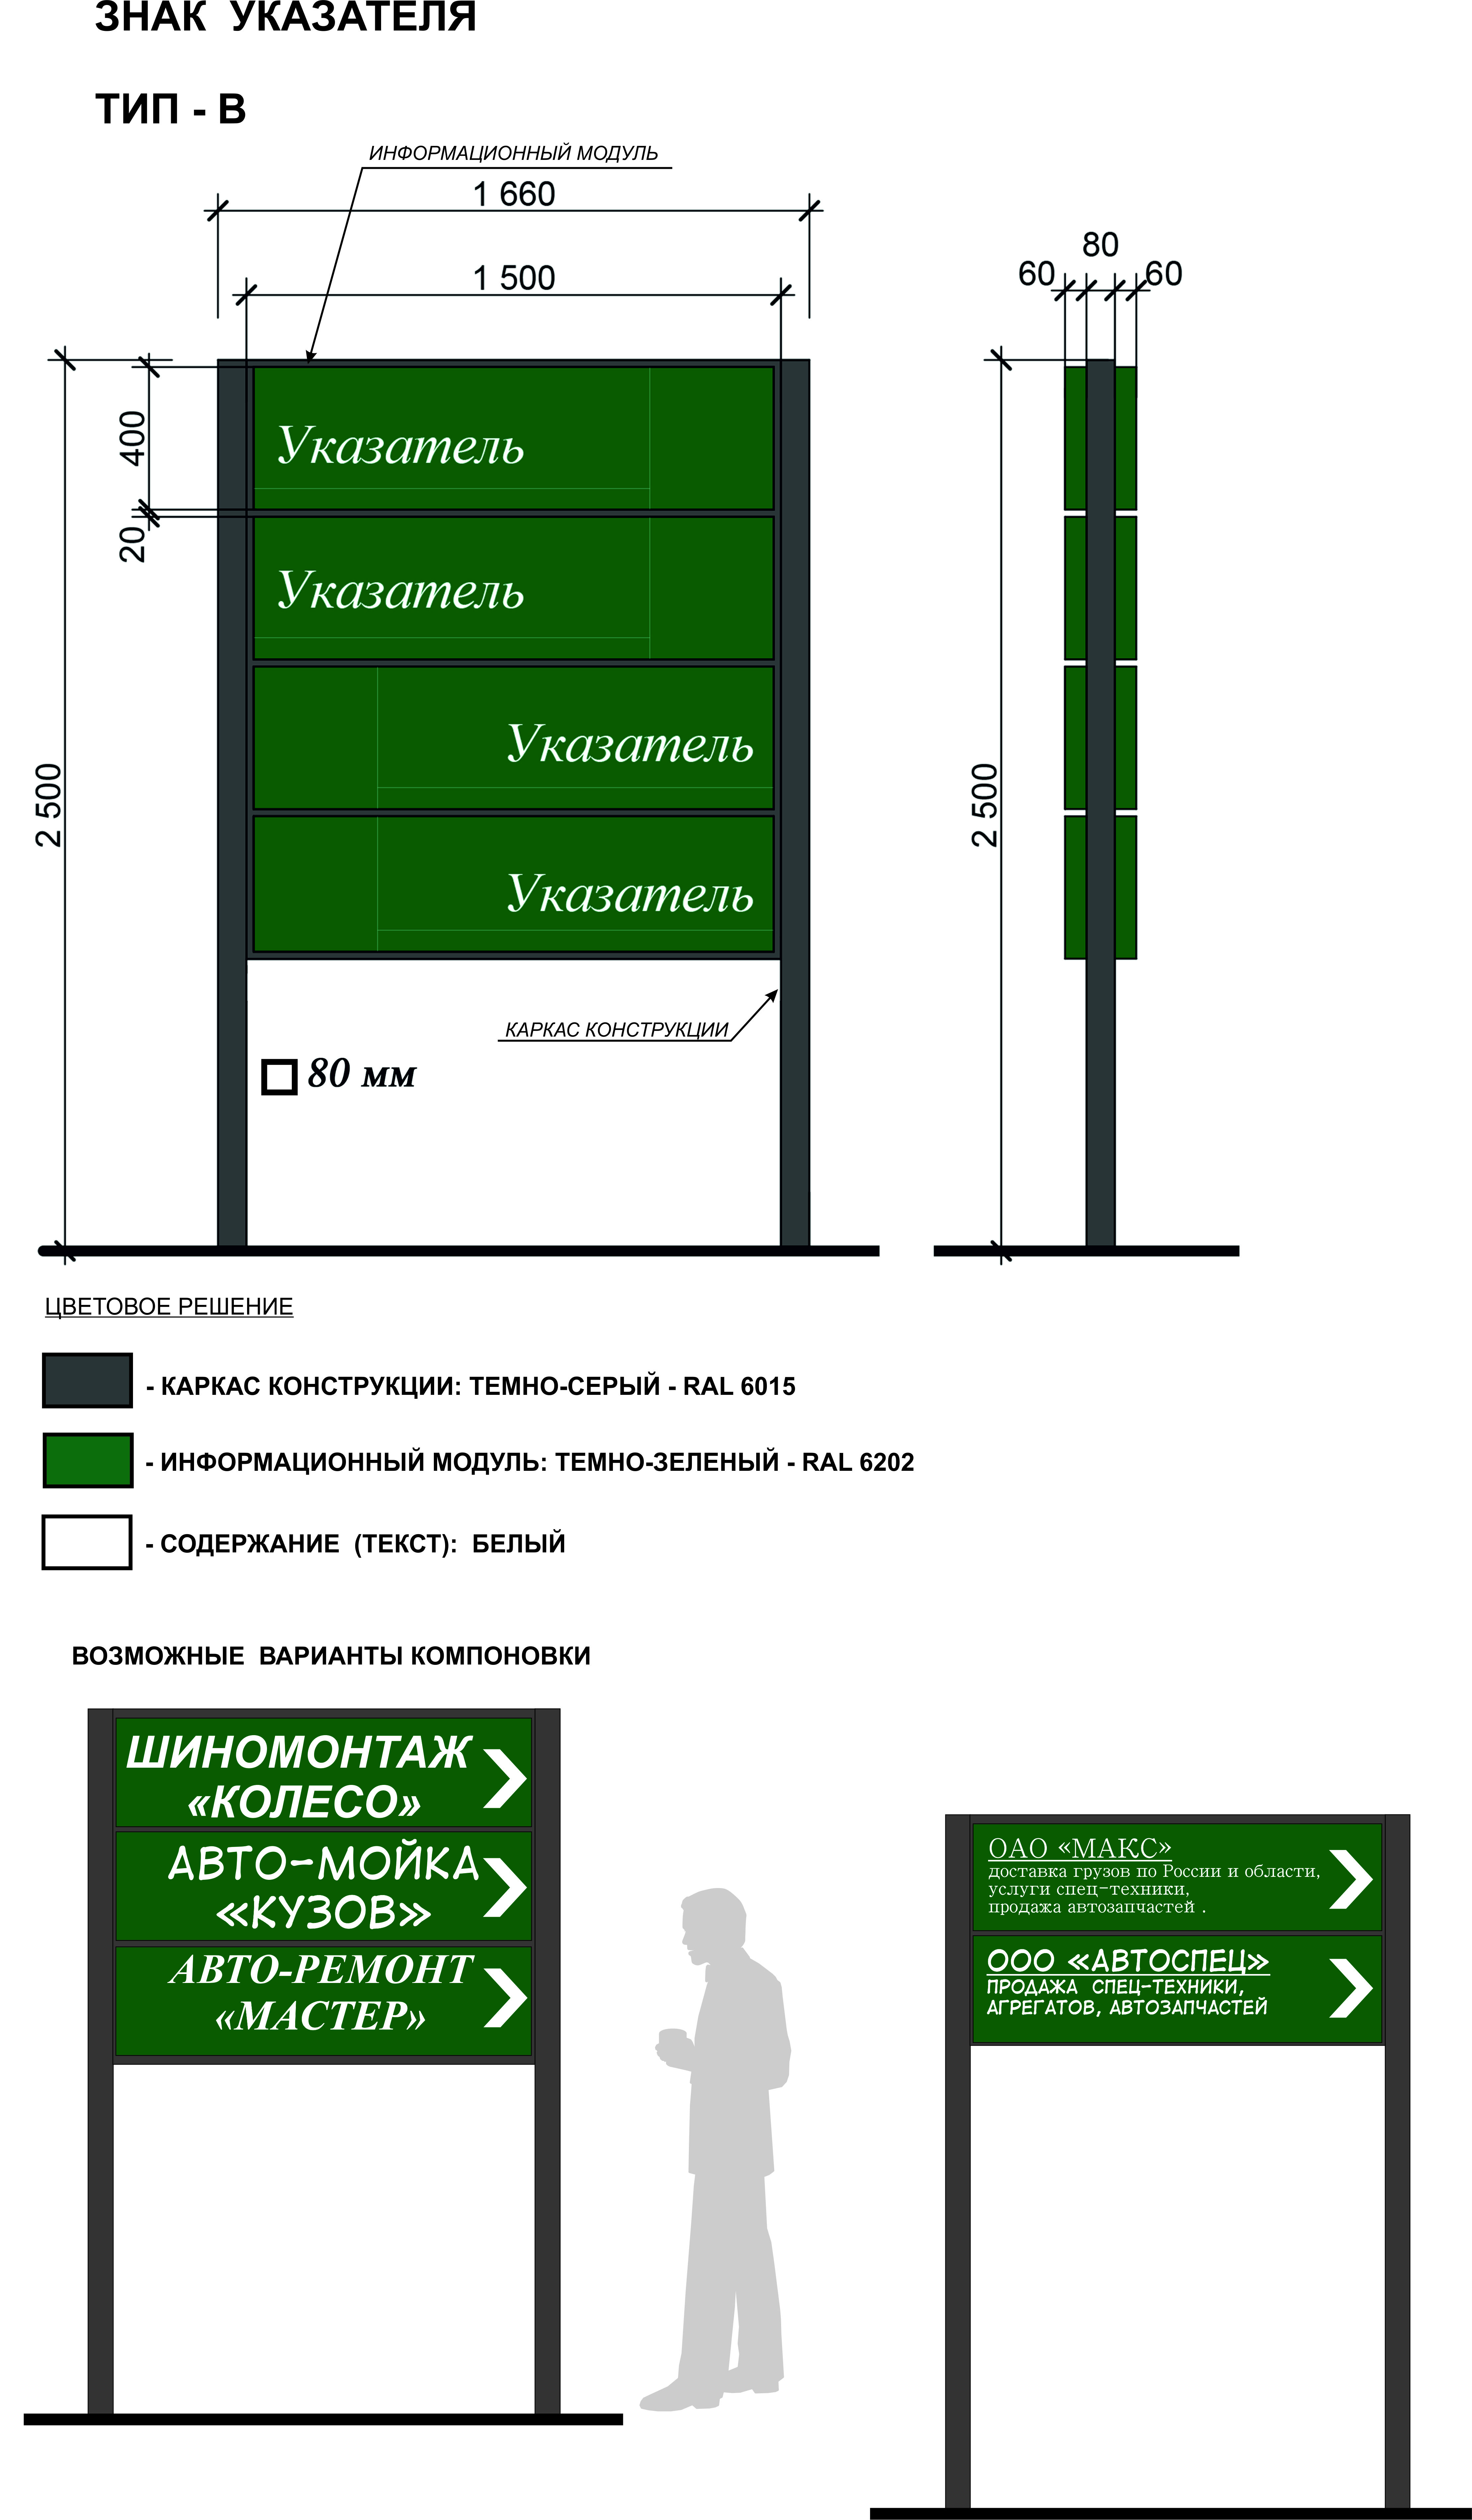 ЗНАК УКАЗАТЕЛЯ
ТИП - В
ИНФОРМАЦИОННЫЙ МОДУЛЬ
1 660
1 500
80
60
60
400
20
2 500
2 500
Указатель
Указатель
Указатель
Указатель
КАРКАС КОНСТРУКЦИИ
80 мм
ЦВЕТОВОЕ РЕШЕНИЕ
- КАРКАС КОНСТРУКЦИИ: ТЕМНО-СЕРЫЙ - RAL 6015
- ИНФОРМАЦИОННЫЙ МОДУЛЬ: ТЕМНО-ЗЕЛЕНЫЙ - RAL 6202
- СОДЕРЖАНИЕ (ТЕКСТ): БЕЛЫЙ
ВОЗМОЖНЫЕ ВАРИАНТЫ КОМПОНОВКИ
ШИНОМОНТАЖ
«КОЛЕСО»
АВТО-МОЙКА
«КУЗОВ»
АВТО-РЕМОНТ
«МАСТЕР»
ОАО «МАКС»
доставка грузов по России и области,
услуги спец-техники,
продажа автозапчастей .
ООО «АВТОСПЕЦ»
ПРОДАЖА СПЕЦ-ТЕХНИКИ,
АГРЕГАТОВ, АВТОЗАПЧАСТЕЙ